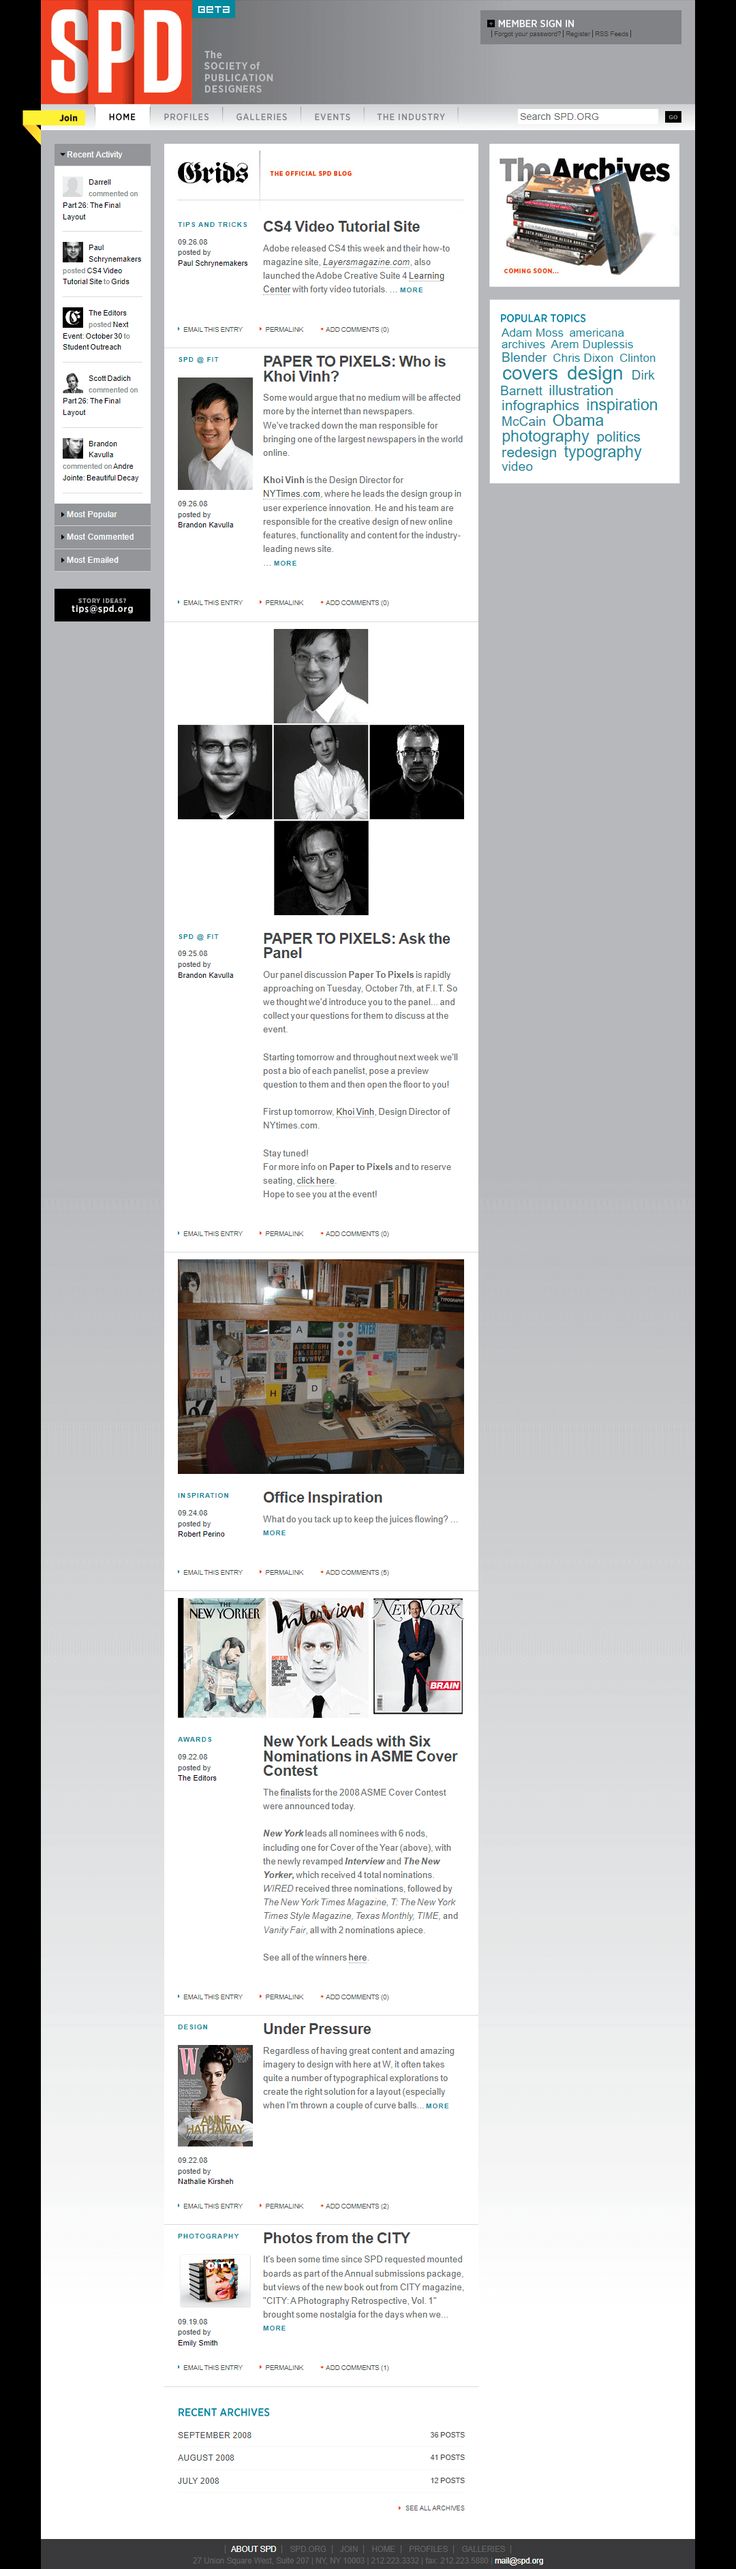 SPD
BETA
The
SOCIETY of
PUBLICATION
DESIGNERS
MEMBER SIGN IN
| Forgot your password? | Register | RSS Feeds |
Join
HOME
PROFILES
GALLERIES
EVENTS
THE INDUSTRY
Search SPD.ORG
GO
Recent Activity
Darrell
commented on
Part 26: The Final
Layout
Paul
Schrynemakers
posted CS4 Video
Tutorial Site to Grids
The Editors
posted Next
Event: October 30 to
Student Outreach
Scott Dadich
commented on
Part 26: The Final
Layout
Brandon
Kavulla
commented on Andre
Jointe: Beautiful Decay
Most Popular
Most Commented
Most Emailed
STORY IDEAS?
tips@spd.org
Grids
THE OFFICIAL SPD BLOG
TIPS AND TRICKS
09.26.08
posted by
Paul Schrynemakers
CS4 Video Tutorial Site
Adobe released CS4 this week and their how-to
magazine site, Layersmagazine.com, also
launched the Adobe Creative Suite 4 Learning
Center with forty video tutorials. ... MORE
EMAIL THIS ENTRY
PERMALINK
ADD COMMENTS (0)
SPD @ FIT
09.26.08
posted by
Brandon Kavulla
PAPER TO PIXELS: Who is
Khoi Vinh?
Some would argue that no medium will be affected
more by the internet than newspapers.
We've tracked down the man responsible for
bringing one of the largest newspapers in the world
online.
Khoi Vinh is the Design Director for
NYTimes.com, where he leads the design group in
user experience innovation. He and his team are
responsible for the creative design of new online
features, functionality and content for the industry-
leading news site.
... MORE
EMAIL THIS ENTRY
PERMALINK
ADD COMMENTS (0)
SPD @ FIT
09.25.08
posted by
Brandon Kavulla
PAPER TO PIXELS: Ask the
Panel
Our panel discussion Paper To Pixels is rapidly
approaching on Tuesday, October 7th, at F.I.T. So
we thought we'd introduce you to the panel... and
collect your questions for them to discuss at the
event.
Starting tomorrow and throughout next week we'll
post a bio of each panelist, pose a preview
question to them and then open the floor to you!
First up tomorrow, Khoi Vinh, Design Director of
NYtimes.com.
Stay tuned!
For more info on Paper to Pixels and to reserve
seating, click here.
Hope to see you at the event!
EMAIL THIS ENTRY
PERMALINK
ADD COMMENTS (0)
A
L
H
D
INSPIRATION
09.24.08
posted by
Robert Perino
Office Inspiration
What do you tack up to keep the juices flowing? ...
MORE
EMAIL THIS ENTRY
PERMALINK
ADD COMMENTS (5)
THE
NEW YORKER
Interview
NEW YORK
BRAIN
AWARDS
09.22.08
posted by
The Editors
New York Leads with Six
Nominations in ASME Cover
Contest
The finalists for the 2008 ASME Cover Contest
were announced today.
New York leads all nominees with 6 nods,
including one for Cover of the Year (above), with
the newly revamped Interview and The New
Yorker, which received 4 total nominations.
WIRED received three nominations, followed by
The New York Times Magazine, T: The New York
Times Style Magazine, Texas Monthly, TIME, and
Vanity Fair, all with 2 nominations apiece.
See all of the winners here.
EMAIL THIS ENTRY
PERMALINK
ADD COMMENTS (0)
DESIGN
W
ANNE
HATHAWAY
09.22.08
posted by
Nathalie Kirsheh
Under Pressure
Regardless of having great content and amazing
imagery to design with here at W, it often takes
quite a number of typographical explorations to
create the right solution for a layout (especially
when I'm thrown a couple of curve balls... MORE
EMAIL THIS ENTRY
PERMALINK
ADD COMMENTS (2)
PHOTOGRAPHY
CITY
09.19.08
posted by
Emily Smith
Photos from the CITY
It's been some time since SPD requested mounted
boards as part of the Annual submissions package,
but views of the new book out from CITY magazine,
"CITY: A Photography Retrospective, Vol. 1"
brought some nostalgia for the days when we...
MORE
EMAIL THIS ENTRY
PERMALINK
ADD COMMENTS (1)
RECENT ARCHIVES
SEPTEMBER 2008 36 POSTS
AUGUST 2008 41 POSTS
JULY 2008 12 POSTS
SEE ALL ARCHIVES
The Archives
COMING SOON...
POPULAR TOPICS
Adam Moss americana
archives Arem Duplessis
Blender Chris Dixon Clinton
covers design Dirk
Barnett illustration
infographics inspiration
McCain Obama
photography politics
redesign typography
video
| ABOUT SPD | SPD.ORG | JOIN | HOME | PROFILES | GALLERIES |
27 Union Square West, Suite 207 | NY, NY 10003 | 212.223.3332 | fax: 212.223.5880 | mail@spd.org